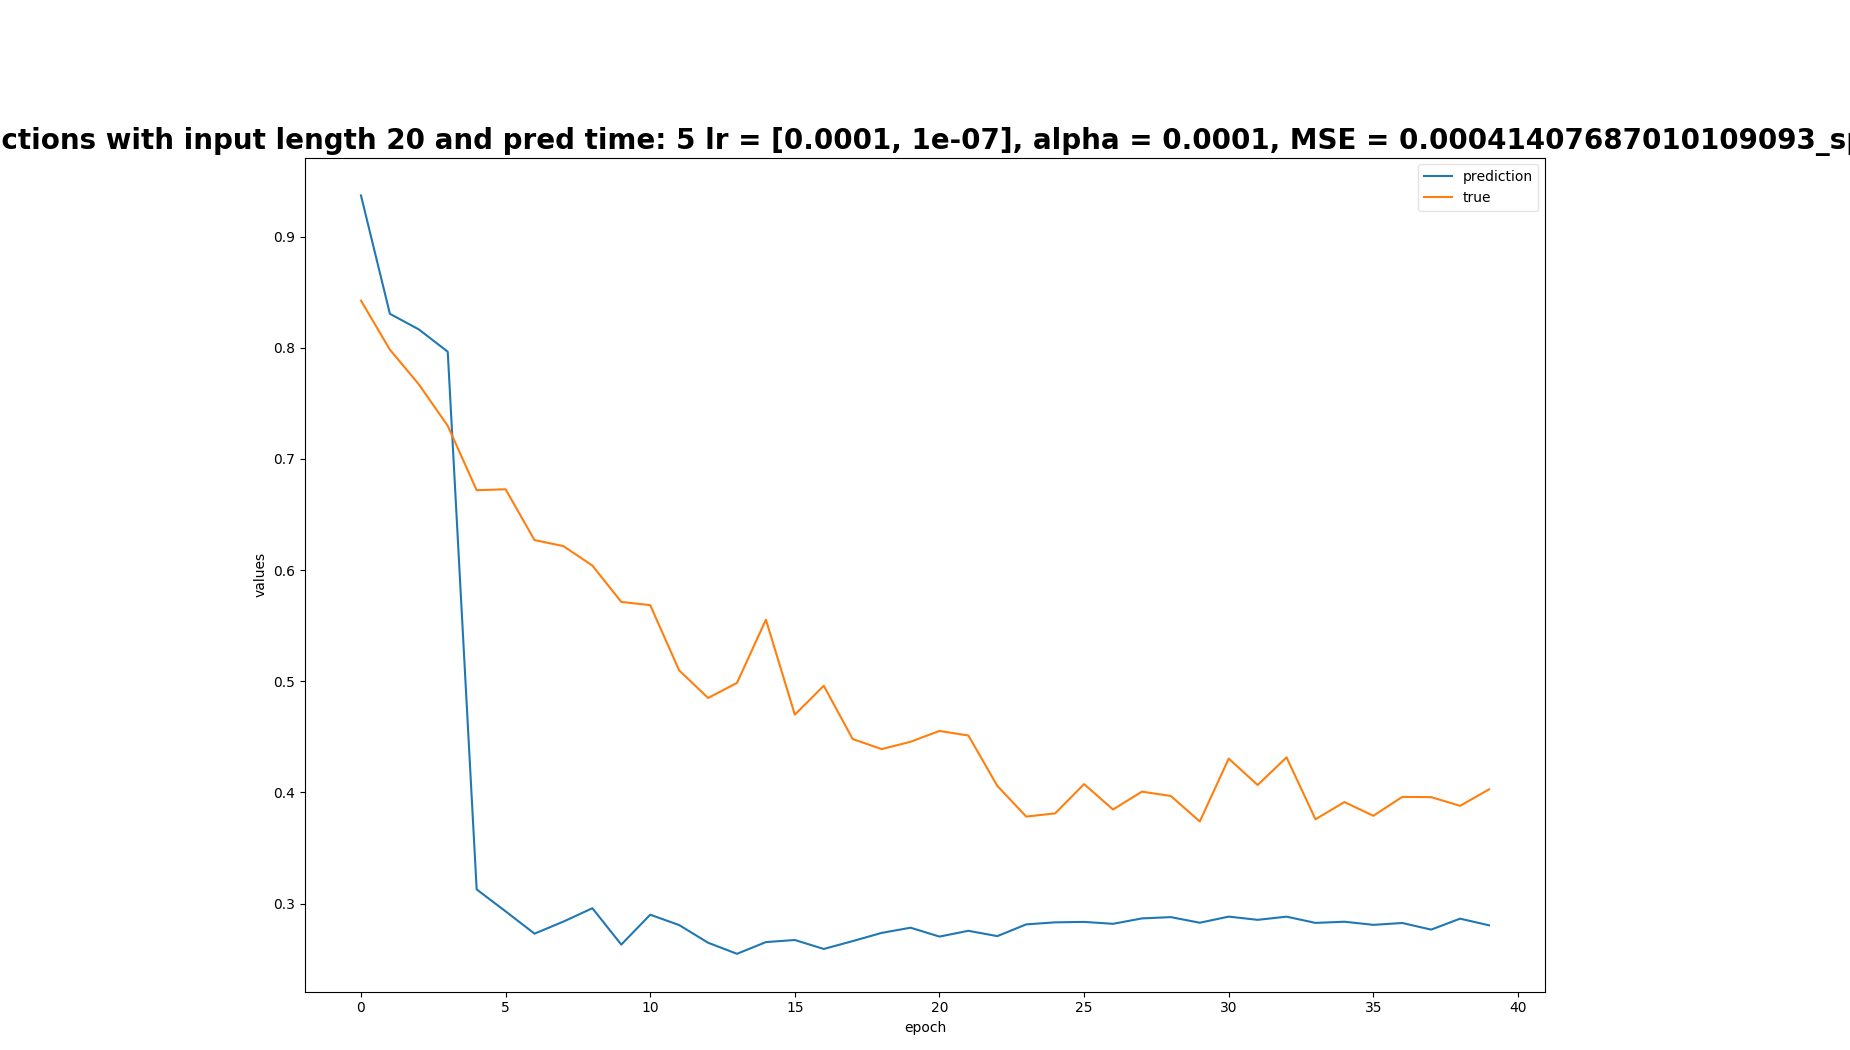 ctions with input length 20 and pred time: 5 lr = [0.0001, 1e-07], alpha = 0.0001, MSE = 0.00041407687010109093_sp
prediction
true
0.9
0.8
0.7
0.6
0.5
0.4
0.3
values
0 5 10 15 20 25 30 35 40
epoch